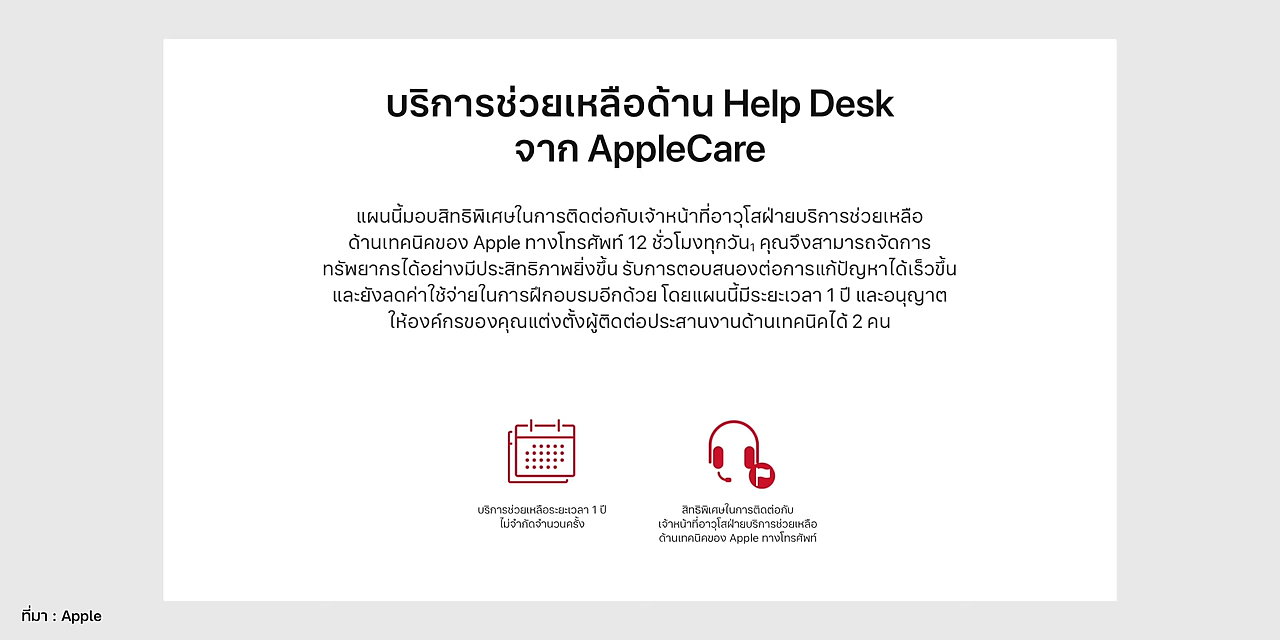 บริการช่วยเหลือด้าน Help Desk
จาก AppleCare
แผนนี้มอบสิทธิพิเศษในการติดต่อกับเจ้าหน้าที่อาวุโสฝ่ายบริการช่วยเหลือ
ด้านเทคนิคของ Apple ทางโทรศัพท์ 12 ชั่วโมงทุกวัน₁ คุณจึงสามารถจัดการ
ทรัพยากรได้อย่างมีประสิทธิภาพยิ่งขึ้น รับการตอบสนองต่อการแก้ปัญหาได้เร็วขึ้น
และยังลดค่าใช้จ่ายในการฝึกอบรมอีกด้วย โดยแผนนี้มีระยะเวลา 1 ปี และอนุญาต
ให้องค์กรของคุณแต่งตั้งผู้ติดต่อประสานงานด้านเทคนิคได้ 2 คน
บริการช่วยเหลือระยะเวลา 1 ปี
ไม่จำกัดจำนวนครั้ง
สิทธิพิเศษในการติดต่อกับ
เจ้าหน้าที่อาวุโสฝ่ายบริการช่วยเหลือ
ด้านเทคนิคของ Apple ทางโทรศัพท์
ที่มา : Apple